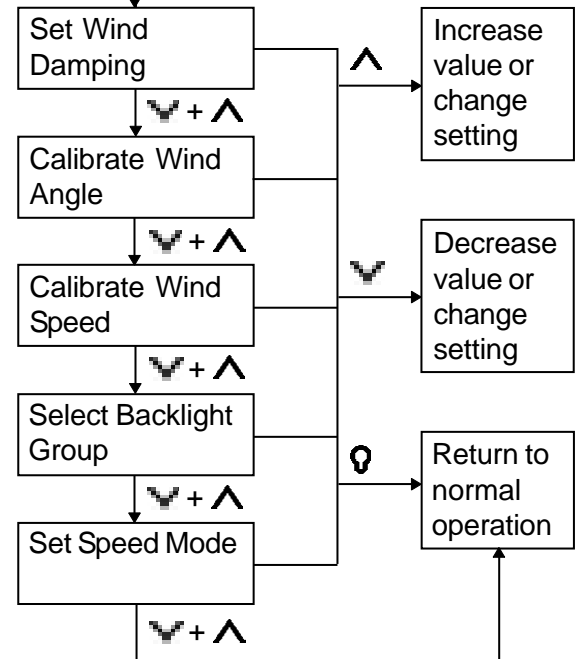 Set Wind
Damping
Increase
value or
change
setting
+
Calibrate Wind
Angle
+
Decrease
value or
change
setting
Calibrate Wind
Speed
+
Select Backlight
Group
Return to
normal
operation
+
Set Speed Mode
+